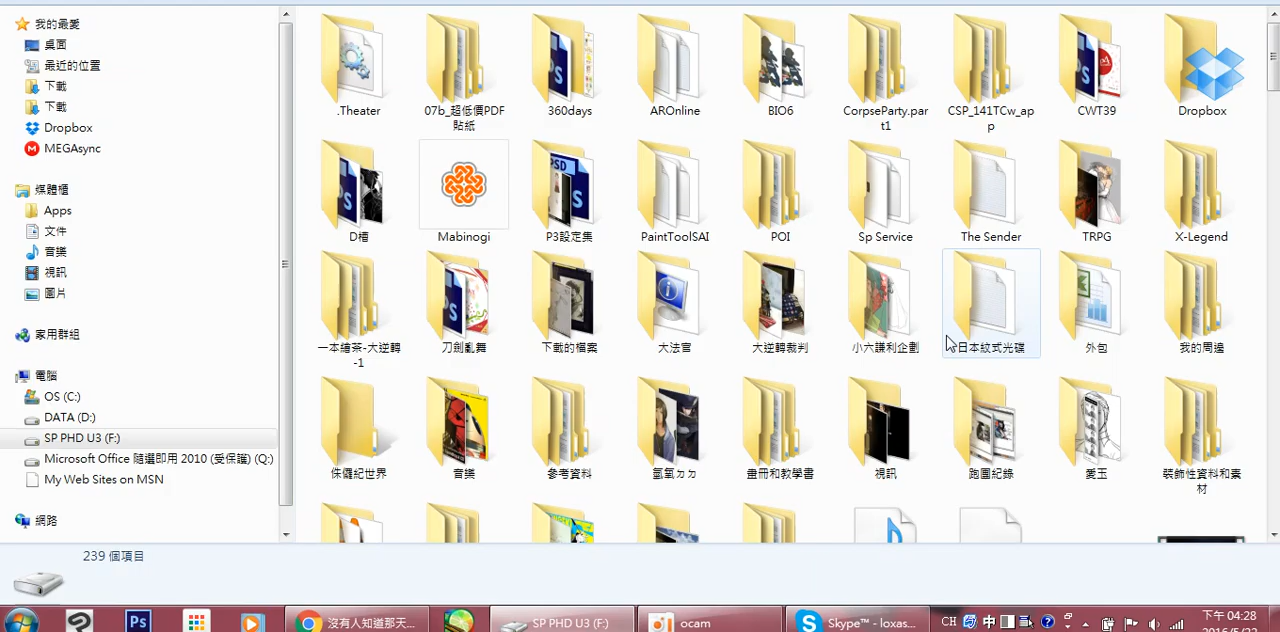 我的最愛
桌面
最近的位置
下載
下載
Dropbox
MEGAsync
媒體櫃
Apps
文件
音樂
視訊
圖片
家用群組
電腦
OS (C:)
DATA (D:)
SP PHD U3 (F:)
Microsoft Office 隨選即用 2010 (受保護) (Q:)
My Web Sites on MSN
網路
.Theater
07b_超低價PDF
貼紙
360days
AROnline
BIO6
CorpseParty.par
t1
CSP_141TCw_ap
p
CWT39
Dropbox
D槽
Mabinogi
P3設定集
PaintToolSAI
POI
Sp Service
The Sender
TRPG
X-Legend
一本繪茶-大逆轉
-1
刀劍亂舞
下載的檔案
大法官
大逆轉裁判
小六謙利企劃
日本紋式光碟
外包
我的周邊
侏儸紀世界
音樂
參考資料
氫氧ㄉㄉ
畫冊和教學書
視訊
跑團紀錄
愛玉
裝飾性資料和素
材
239 個項目
Ps
沒有人知道那天...
SP PHD U3 (F:)
ocam
Skype™ - loxas...
CH
中
下午 04:28